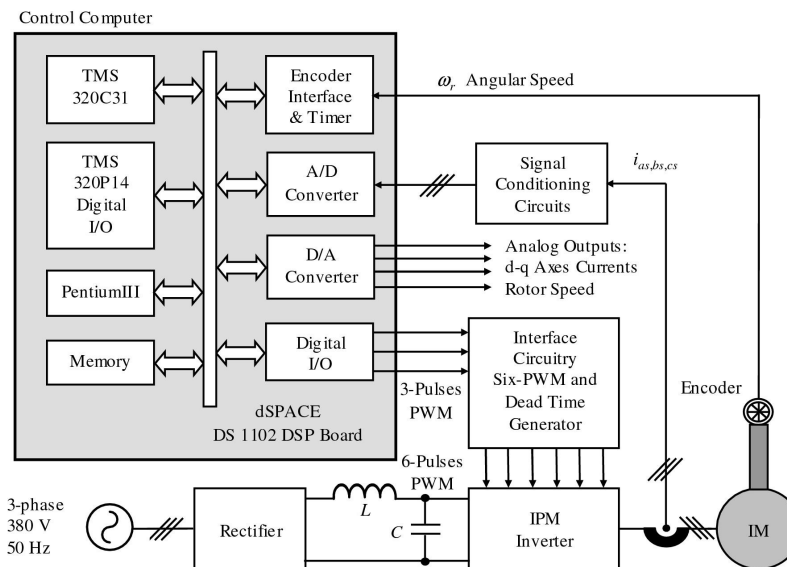 Control Computer
TMS
320C31
Encoder
Interface
& Timer
ωr Angular Speed
TMS
320P14
Digital
I/O
A/D
Converter
Signal
Conditioning
Circuits
ias,bs,cs
D/A
Converter
Analog Outputs:
d-q Axes Currents
Rotor Speed
PentiumIII
Memory
Digital
I/O
3-Pulses
PWM
Interface
Circuitry
Six-PWM and
Dead Time
Generator
Encoder
dSPACE
DS 1102 DSP Board
6-Pulses
PWM
3-phase
380 V
50 Hz
Rectifier
L
C
IPM
Inverter
IM